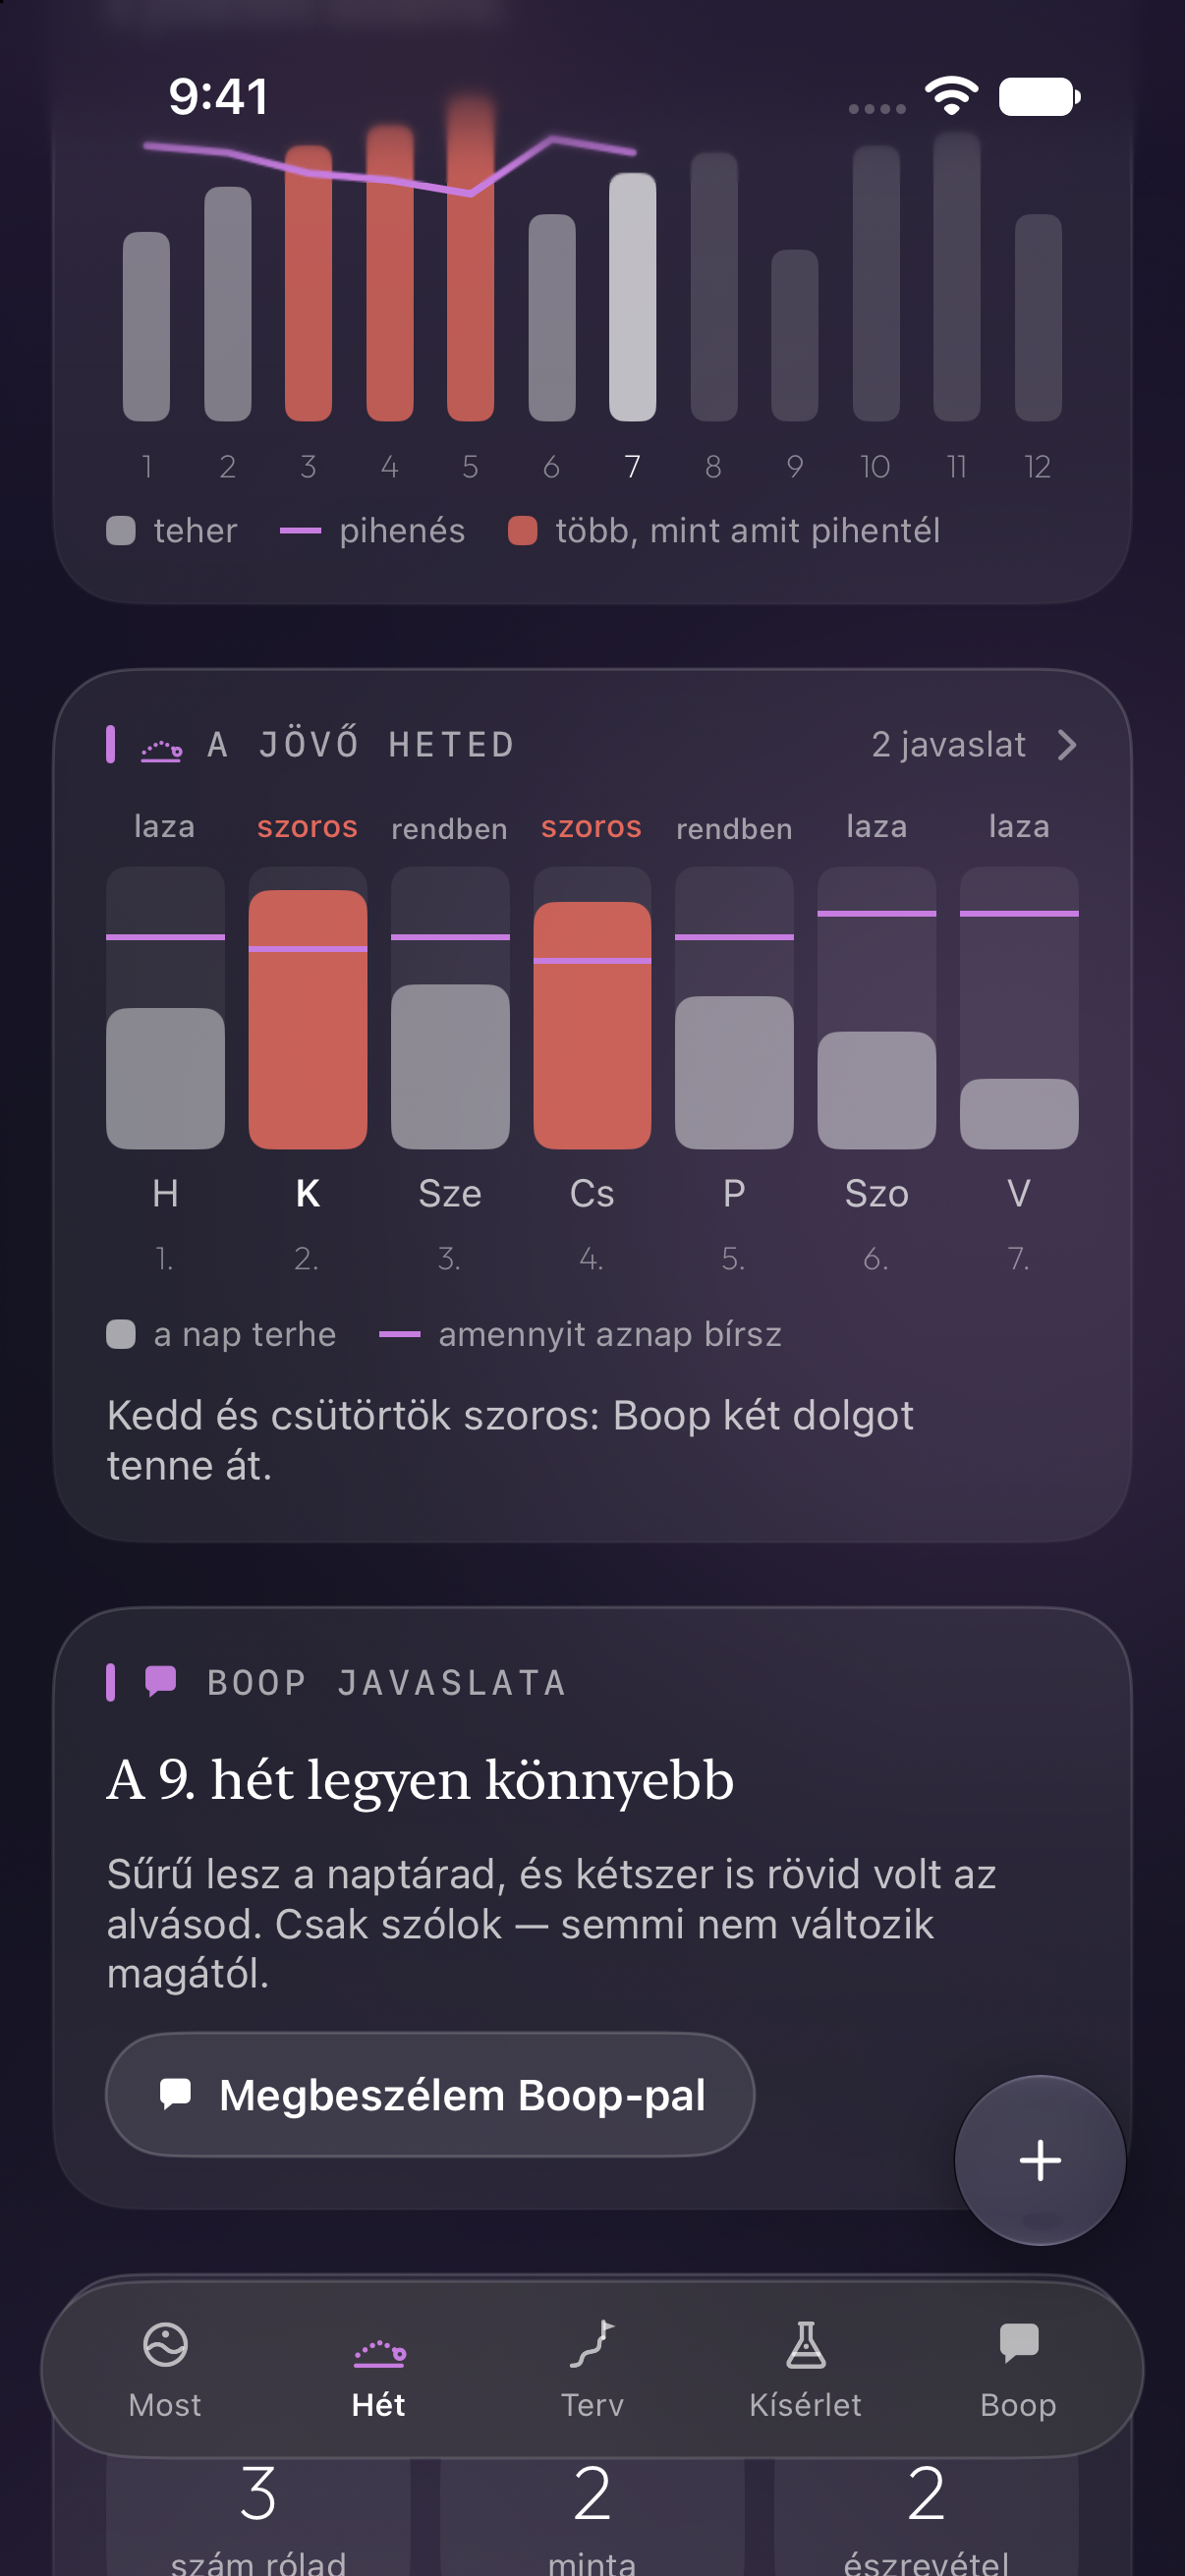 9:41
1 2 3 4 5 6 7 8 9 10 11 12
teher pihenés több, mint amit pihentél
A JÖVŐ HETED 2 javaslat
laza szoros rendben szoros rendben laza laza
H K Sze Cs P Szo V
1. 2. 3. 4. 5. 6. 7.
a nap terhe amennyit aznap bírsz
Kedd és csütörtök szoros: Boop két dolgot
tenne át.
BOOP JAVASLATA
A 9. hét legyen könnyebb
Sűrű lesz a naptárad, és kétszer is rövid volt az
alvásod. Csak szólok — semmi nem változik
magától.
Megbeszélem Boop-pal
Most Hét Terv Kísérlet Boop
3 2 2
szám rólad minta észrevétel